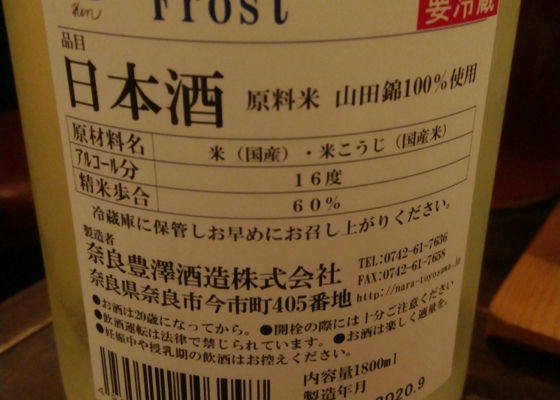 Ken
Frost
要冷蔵
品目
日本酒 原料米 山田錦100%使用
原材料名 米（国産）・米こうじ（国産米）
アルコール分 16度
精米歩合 60%
冷蔵庫に保管しお早めにお召し上がりください。
製造者
奈良豊澤酒造株式会社 TEL:0742-61-7636
FAX:0742-61-7658
奈良県奈良市今市町405番地 http://nara-toyosawa.jp
●お酒は20歳になってから。●開栓の際には十分ご注意ください
●飲酒運転は法律で禁じられています。●お酒は楽しく適量を。
●妊娠中や授乳期の飲酒はお控えください。
内容量1800ml
製造年月
2020.9